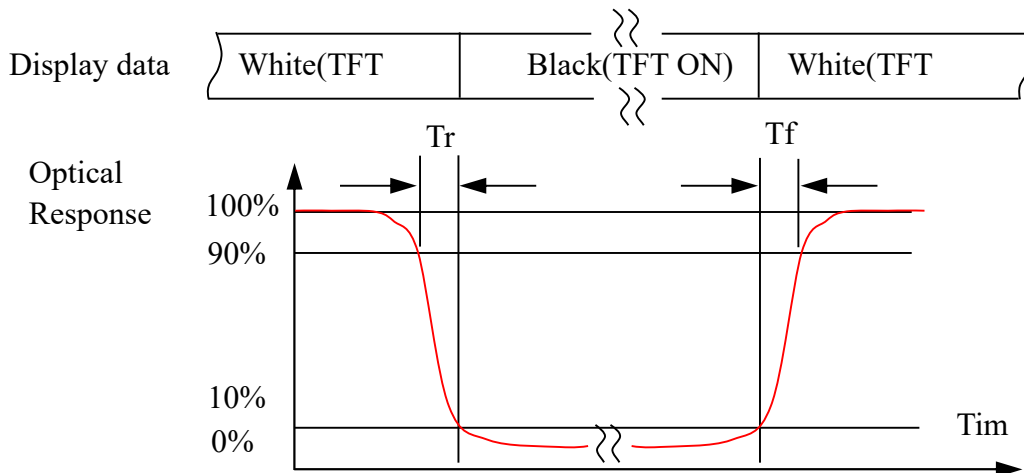 Display data
White(TFT
Black(TFT ON)
White(TFT
Tr
Tf
Optical
Response
100%
90%
10%
0%
Tim